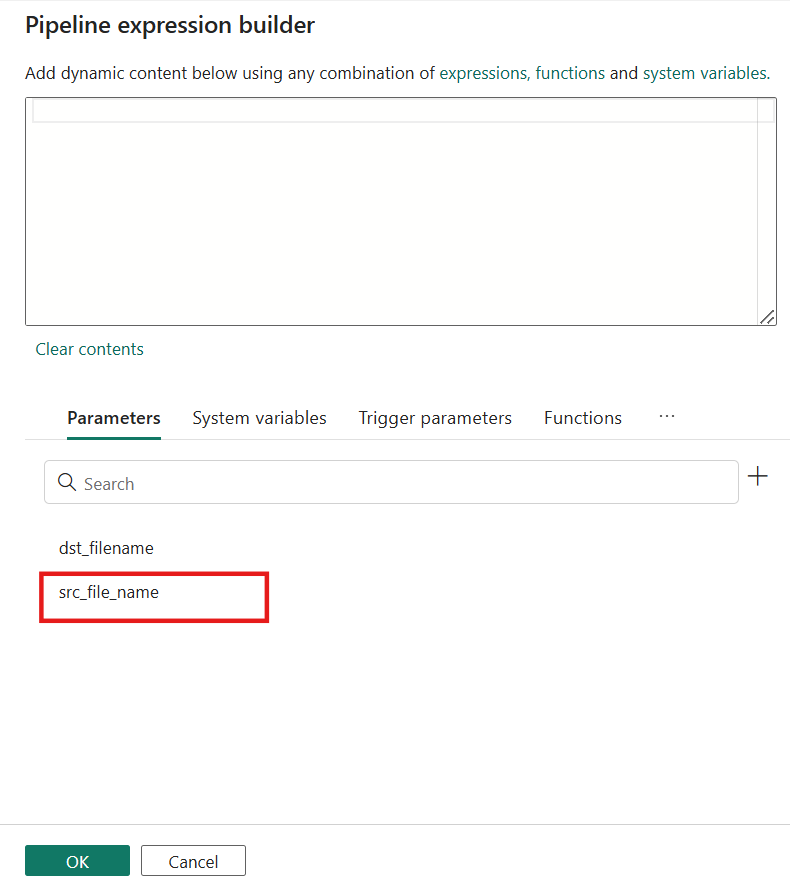 Pipeline expression builder
Add dynamic content below using any combination of expressions, functions and system variables.
Clear contents
Parameters System variables Trigger parameters Functions ...
Search
dst_filename
src_file_name
OK Cancel